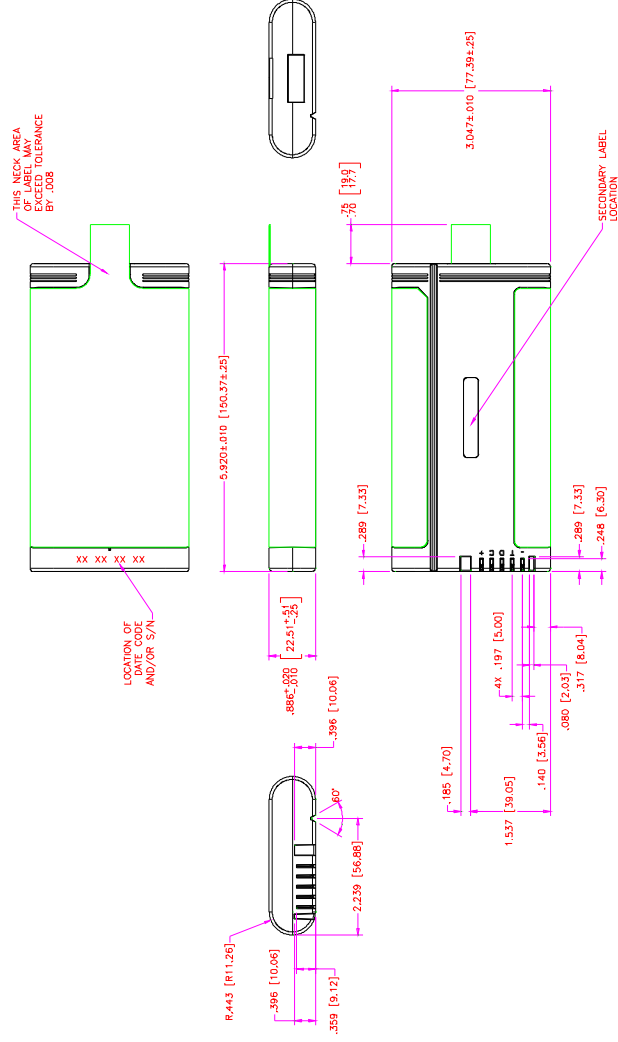 THIS NECK AREA
OF LABEL MAY
EXCEED TOLERANCE
BY .008
XX XX XX XX
LOCATION OF
DATE CODE
AND/OR S/N
5.920±.010 [150.37±.25]
.886+.020
-.010
[22.51+.51
-.25]
.396 [10.06]
60°
2.239 [56.88]
R.443 [R11.26]
.396 [10.06]
.359 [9.12]
.75 [19.0]
.70 [17.7]
3.047±.010 [77.39±.25]
SECONDARY LABEL
LOCATION
.289 [7.33]
+ C D T -
.289 [7.33]
.248 [6.30]
4X .197 [5.00]
.317 [8.04]
.080 [2.03]
.140 [3.56]
.185 [4.70]
1.537 [39.05]